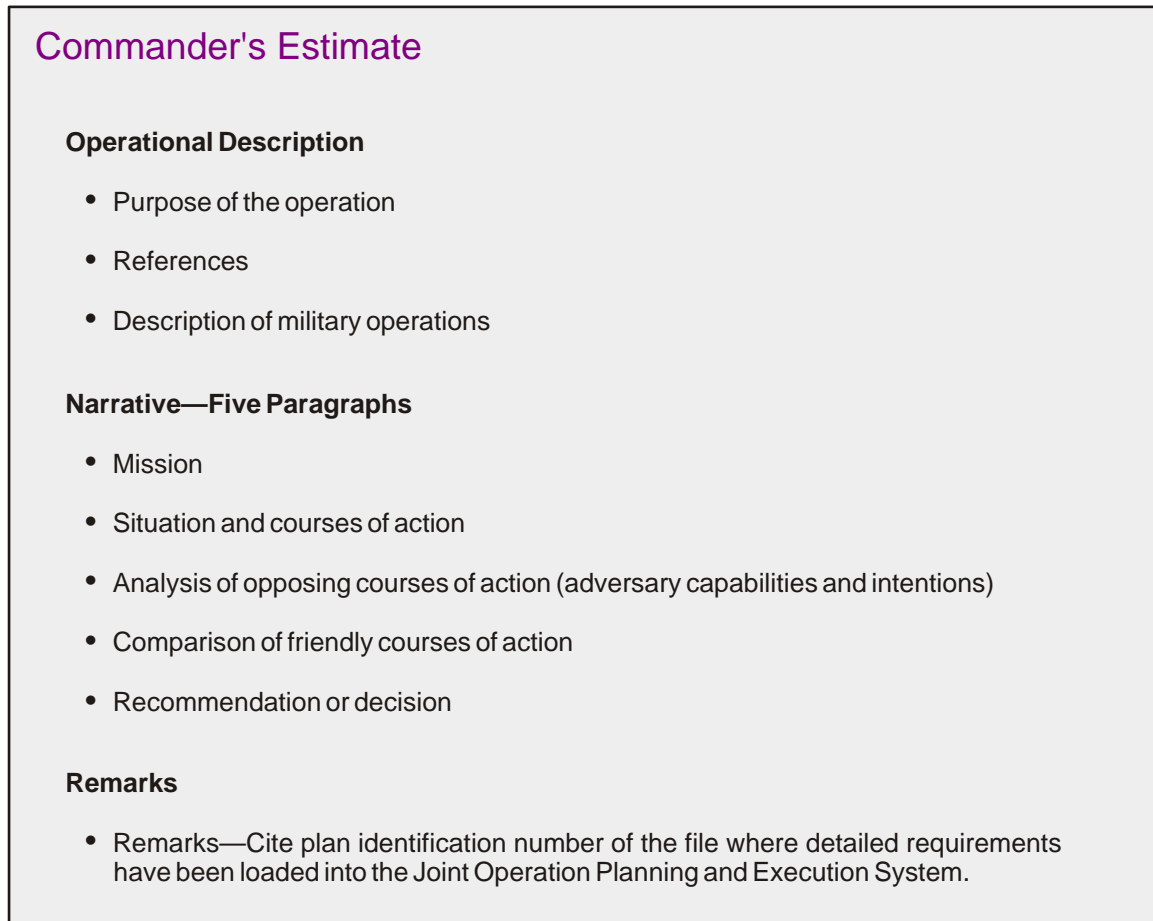 Commander's Estimate
Operational Description
• Purpose of the operation
• References
• Description of military operations
Narrative—Five Paragraphs
• Mission
• Situation and courses of action
• Analysis of opposing courses of action (adversary capabilities and intentions)
• Comparison of friendly courses of action
• Recommendation or decision
Remarks
• Remarks—Cite plan identification number of the file where detailed requirements
have been loaded into the Joint Operation Planning and Execution System.